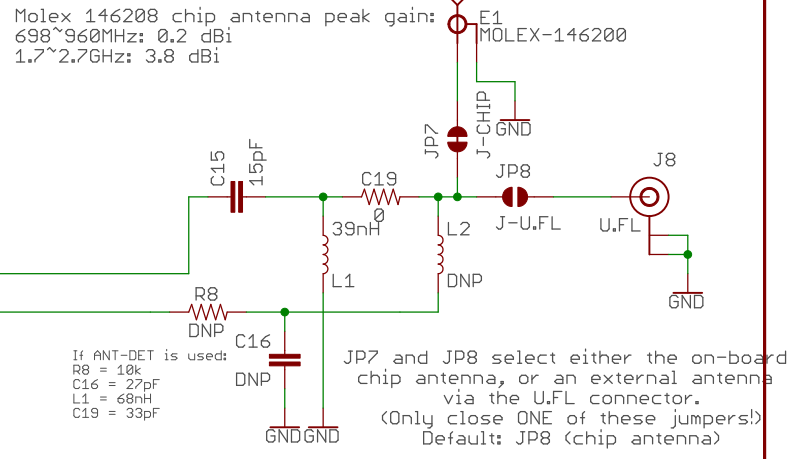 Molex 146208 chip antenna peak gain:
698~960MHz: 0.2 dBi
1.7~2.7GHz: 3.8 dBi
E1
MOLEX-146200
GND
JP7
J-CHIP
C15
15pF
C19
0
JP8
J-U.FL
J8
U.FL
GND
39nH
L1
L2
DNP
R8
DNP
C16
DNP
GND
GND
If ANT-DET is used:
R8 = 10k
C16 = 27pF
L1 = 68nH
C19 = 33pF
JP7 and JP8 select either the on-board
chip antenna, or an external antenna
via the U.FL connector.
(Only close ONE of these jumpers!)
Default: JP8 (chip antenna)